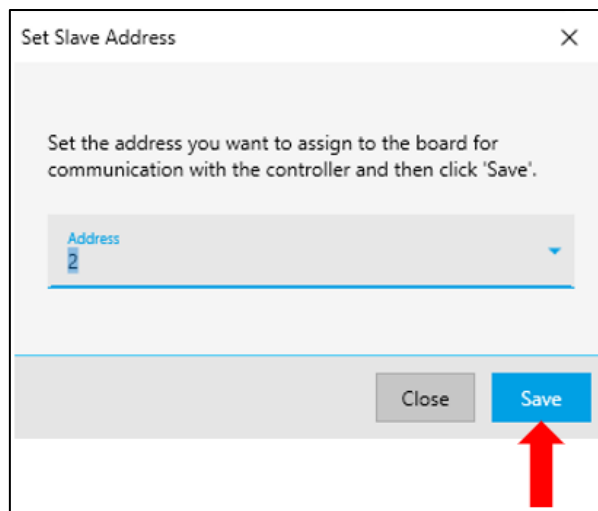 Set Slave Address
Set the address you want to assign to the board for
communication with the controller and then click 'Save'.
Address
2
Close
Save